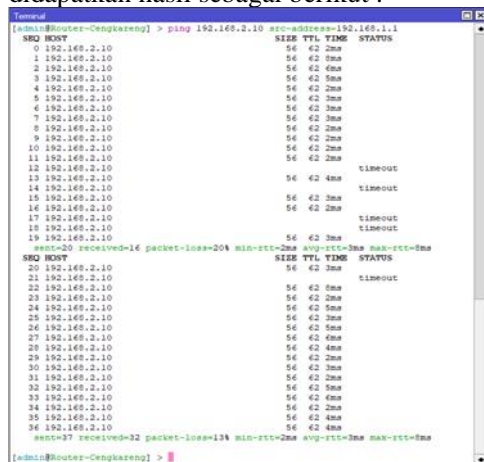 didapatkan hasil sebagai berikut :
Terminal
[admin@Router-Cengkareng] > ping 192.168.2.10 src-address=192.168.1.1
SEQ HOST SIZE TTL TIME STATUS
0 192.168.2.10 56 62 2ms
1 192.168.2.10 56 62 8ms
2 192.168.2.10 56 62 6ms
3 192.168.2.10 56 62 5ms
4 192.168.2.10 56 62 2ms
5 192.168.2.10 56 62 3ms
6 192.168.2.10 56 62 3ms
7 192.168.2.10 56 62 3ms
8 192.168.2.10 56 62 2ms
9 192.168.2.10 56 62 2ms
10 192.168.2.10 56 62 2ms
11 192.168.2.10 56 62 2ms
12 192.168.2.10 timeout
13 192.168.2.10 56 62 4ms
14 192.168.2.10 timeout
15 192.168.2.10 56 62 3ms
16 192.168.2.10 56 62 2ms
17 192.168.2.10 timeout
18 192.168.2.10 timeout
19 192.168.2.10 56 62 3ms
sent=20 received=16 packet-loss=20% min-rtt=2ms avg-rtt=3ms max-rtt=8ms
SEQ HOST SIZE TTL TIME STATUS
20 192.168.2.10 56 62 3ms
21 192.168.2.10 timeout
22 192.168.2.10 56 62 8ms
23 192.168.2.10 56 62 2ms
24 192.168.2.10 56 62 5ms
25 192.168.2.10 56 62 3ms
26 192.168.2.10 56 62 5ms
27 192.168.2.10 56 62 6ms
28 192.168.2.10 56 62 4ms
29 192.168.2.10 56 62 2ms
30 192.168.2.10 56 62 3ms
31 192.168.2.10 56 62 2ms
32 192.168.2.10 56 62 5ms
33 192.168.2.10 56 62 6ms
34 192.168.2.10 56 62 2ms
35 192.168.2.10 56 62 4ms
36 192.168.2.10 56 62 4ms
sent=37 received=32 packet-loss=13% min-rtt=2ms avg-rtt=3ms max-rtt=8ms
[admin@Router-Cengkareng] >